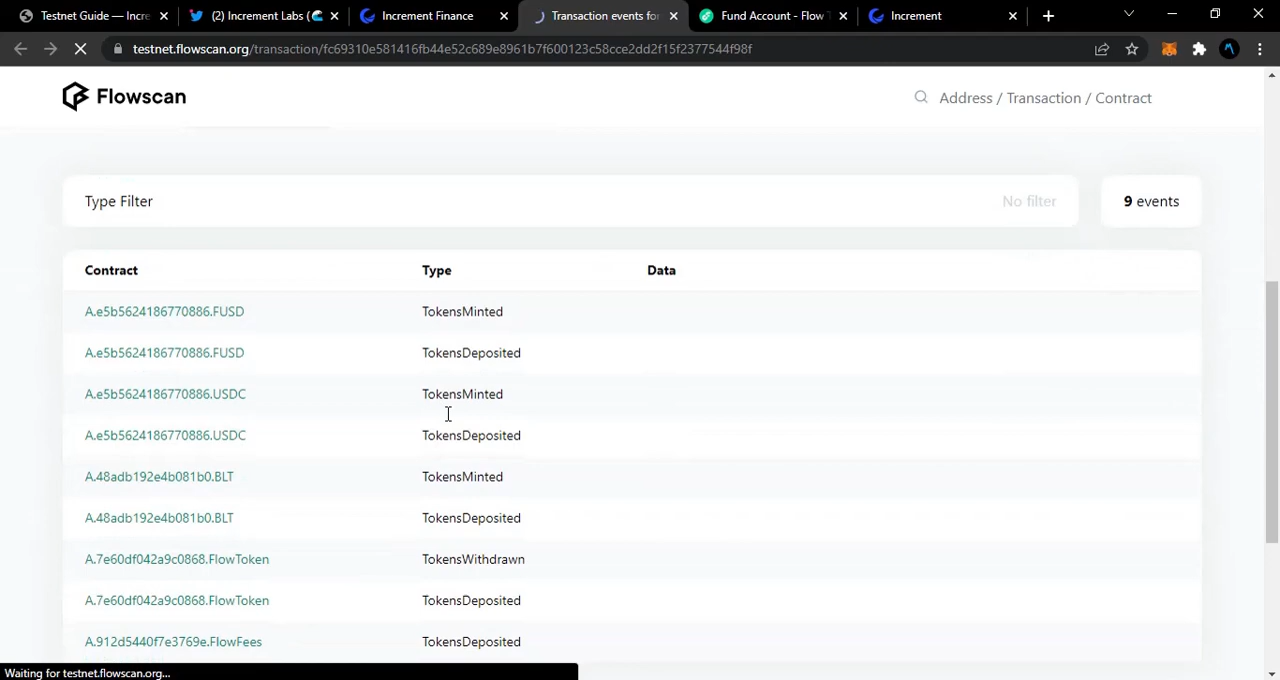 Testnet Guide — Incre
(2) Increment Labs (🌊
Increment Finance
Transaction events for
Fund Account - Flow T
Increment
testnet.flowscan.org/transaction/fc69310e581416fb44e52c689e8961b7f600123c58cce2dd2f15f2377544f98f
Flowscan
Address / Transaction / Contract
Type Filter
No filter
9 events
Contract Type Data
A.e5b5624186770886.FUSD TokensMinted
A.e5b5624186770886.FUSD TokensDeposited
A.e5b5624186770886.USDC TokensMinted
A.e5b5624186770886.USDC TokensDeposited
A.48adb192e4b081b0.BLT TokensMinted
A.48adb192e4b081b0.BLT TokensDeposited
A.7e60df042a9c0868.FlowToken TokensWithdrawn
A.7e60df042a9c0868.FlowToken TokensDeposited
A.912d5440f7e3769e.FlowFees TokensDeposited
Waiting for testnet.flowscan.org...